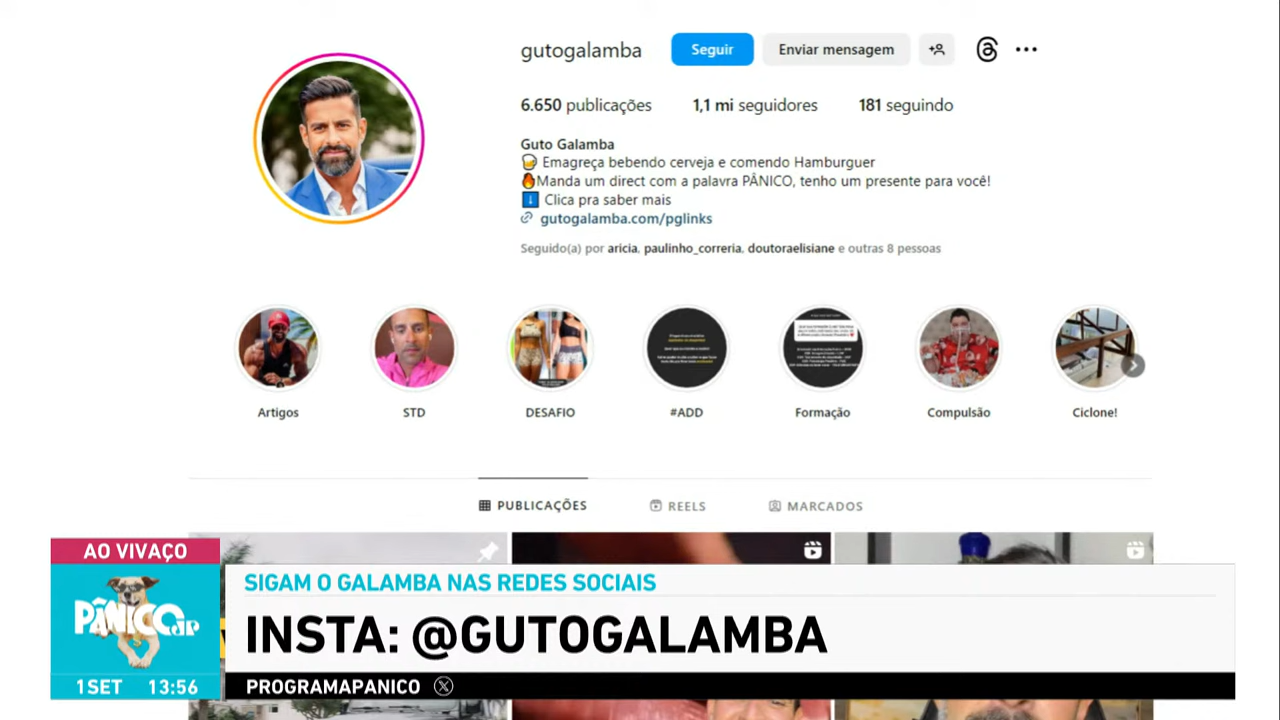 gutogalamba
Seguir
Enviar mensagem
6.650 publicações
1,1 mi seguidores
181 seguindo
Guto Galamba
🍺 Emagreça bebendo cerveja e comendo Hamburguer
🔥Manda um direct com a palavra PÂNICO, tenho um presente para você!
⬇️ Clica pra saber mais
gutogalamba.com/pglinks
Seguido(a) por aricia, paulinho_correria, doutoraelisiane e outras 8 pessoas
Artigos
STD
DESAFIO
#ADD
Formação
Compulsão
Ciclone!
PUBLICAÇÕES
REELS
MARCADOS
AO VIVAÇO
PÂNICO JP
1SET 13:56
SIGAM O GALAMBA NAS REDES SOCIAIS
INSTA: @GUTOGALAMBA
PROGRAMAPANICO